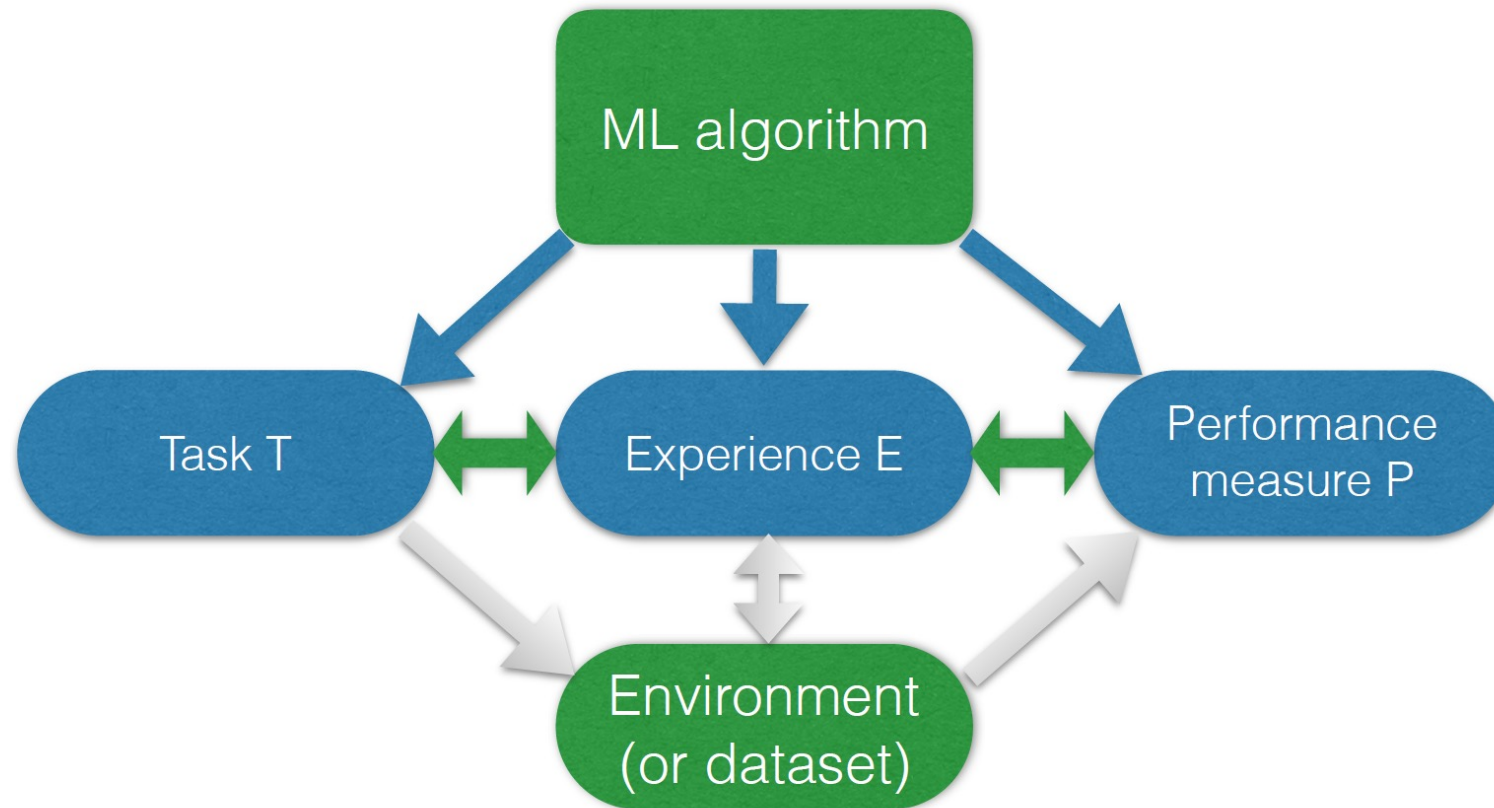 ML algorithm
Task T
Experience E
Performance
measure P
Environment
(or dataset)